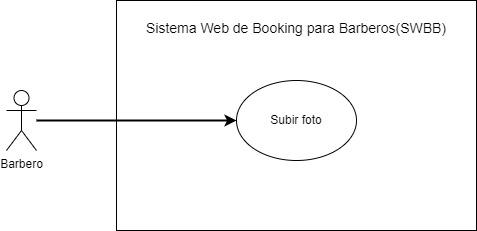 Sistema Web de Booking para Barberos(SWBB)
Subir foto
Barbero